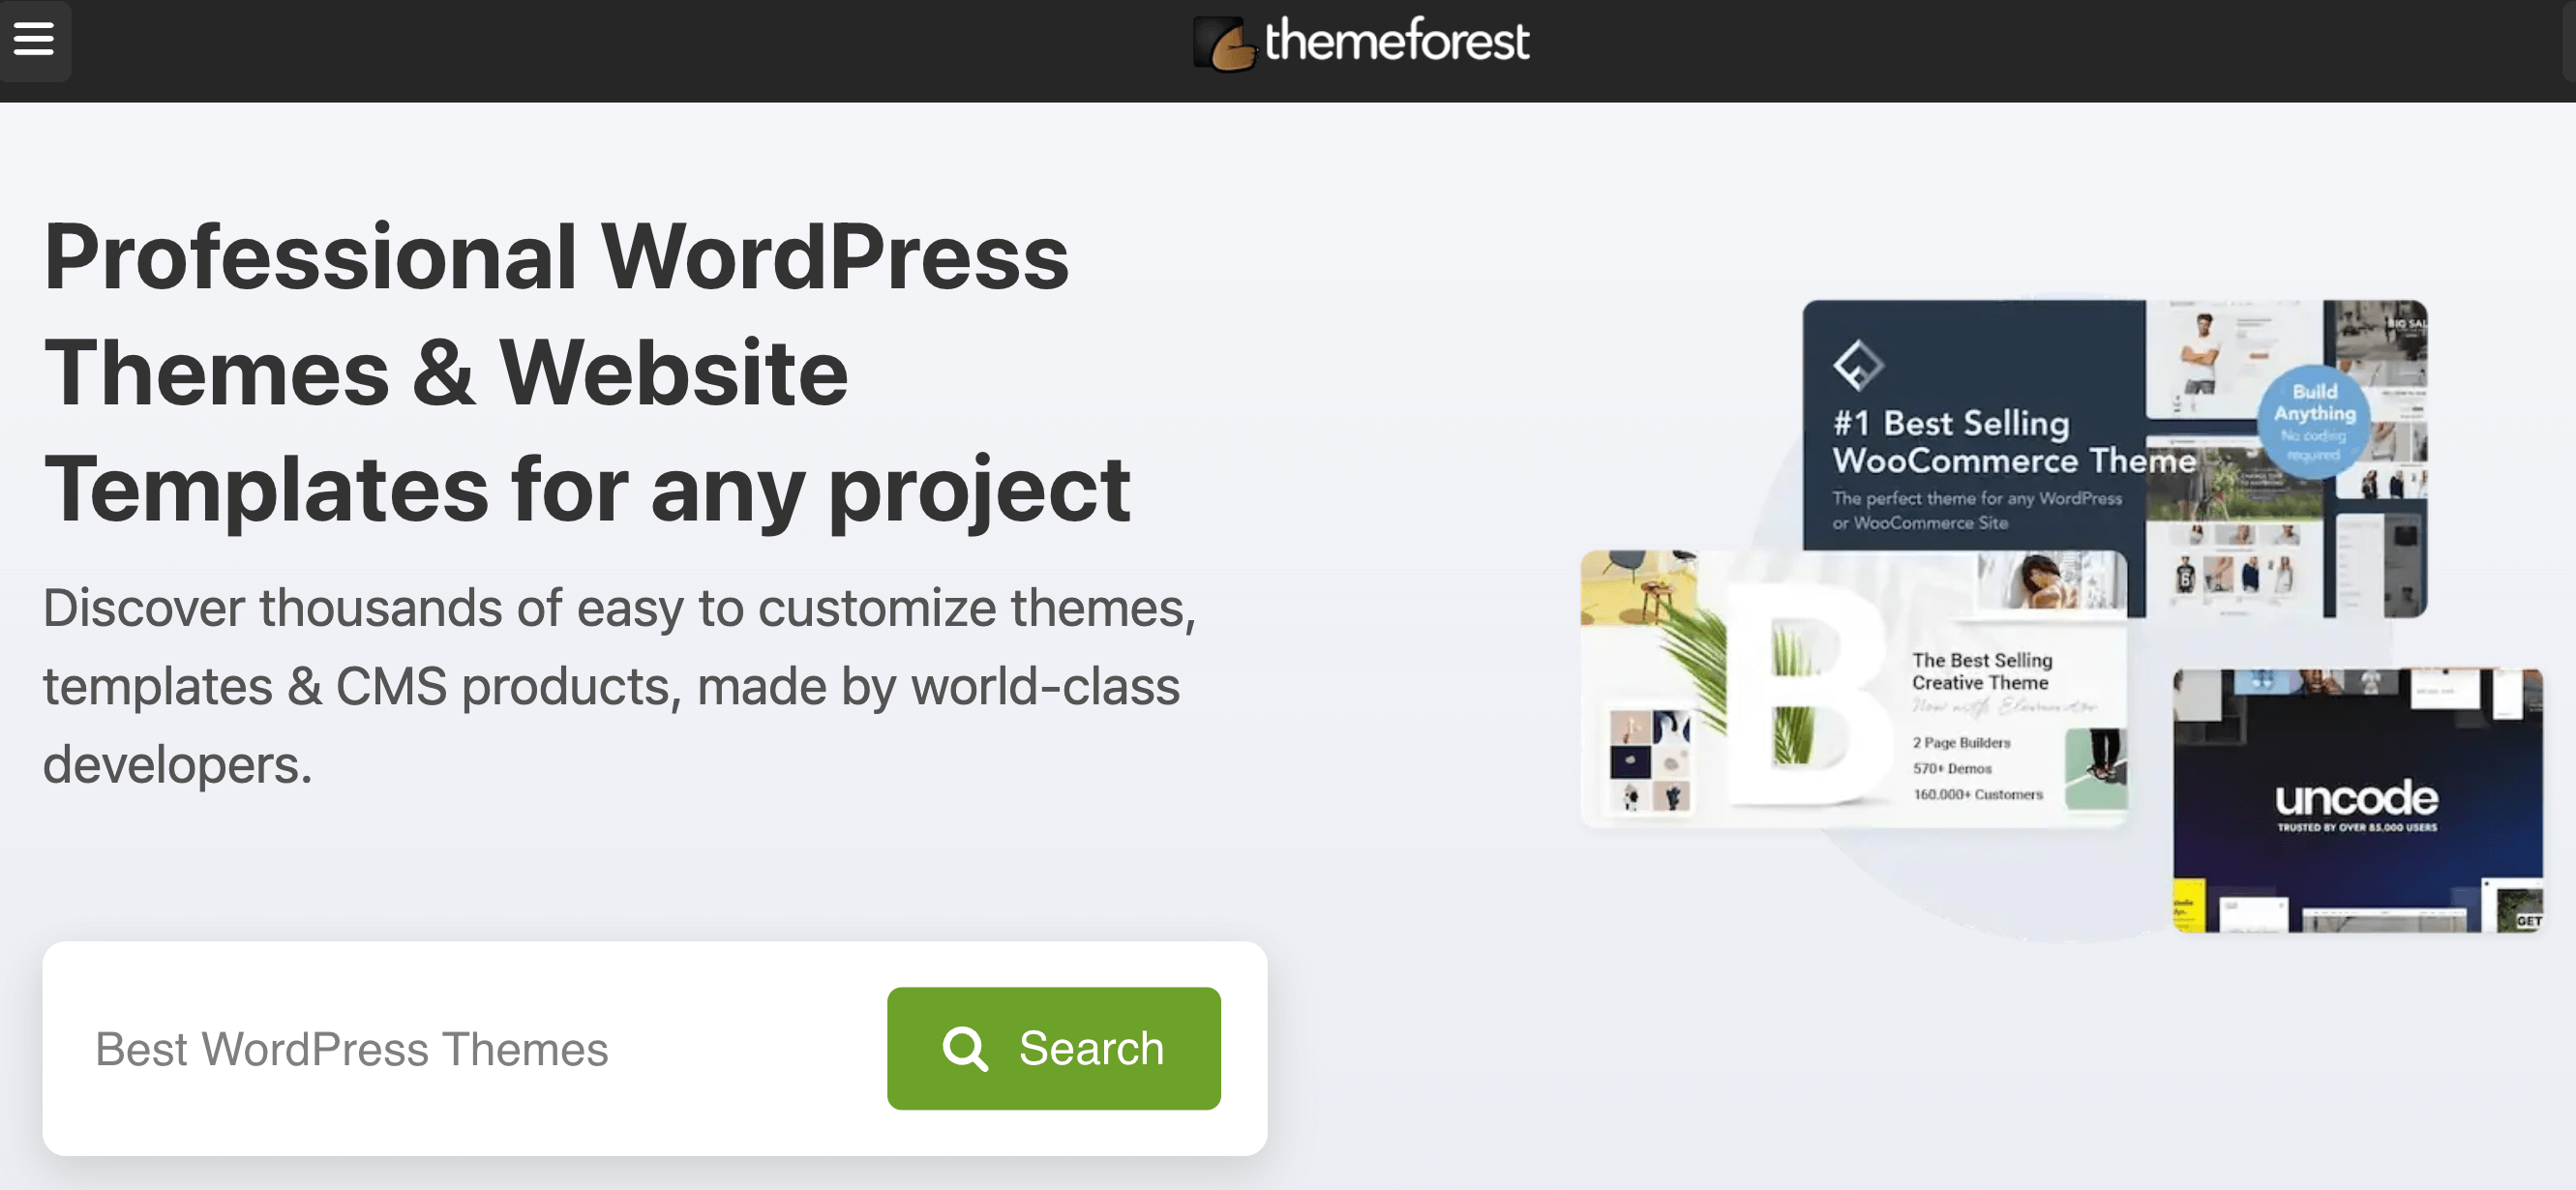 themeforest
Professional WordPress
Themes & Website
Templates for any project
Discover thousands of easy to customize themes,
templates & CMS products, made by world-class
developers.
Best WordPress Themes
Search
#1 Best Selling
WooCommerce Theme
The perfect theme for any WordPress
or WooCommerce Site
Build
Anything
No coding
required
BIG SAL
B
The Best Selling
Creative Theme
Now with Elementor
2 Page Builders
570+ Demos
160.000+ Customers
uncode
TRUSTED BY OVER 85.000 USERS
GET